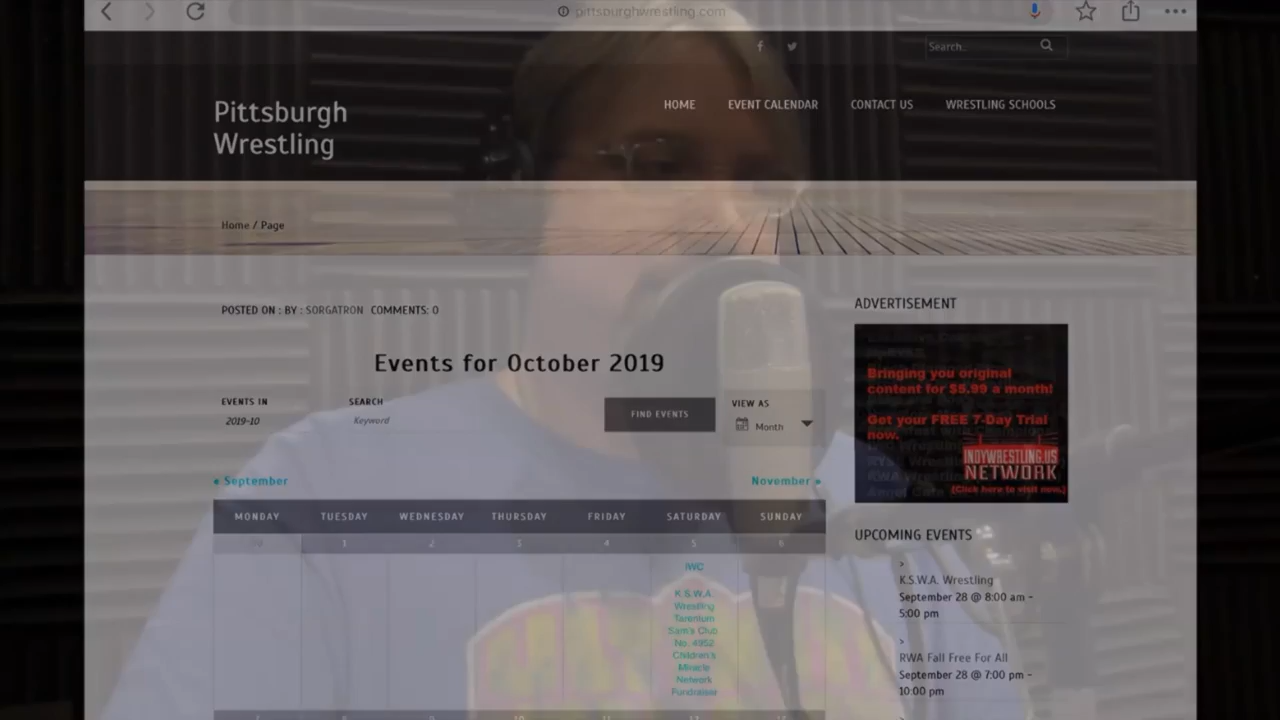 pittsburghwrestling.com
Search..
Pittsburgh
Wrestling
HOME
EVENT CALENDAR
CONTACT US
WRESTLING SCHOOLS
Home / Page
POSTED ON : BY : SORGATRON COMMENTS: 0
Events for October 2019
EVENTS IN
2019-10
SEARCH
Keyword
FIND EVENTS
VIEW AS
Month
« September
November »
MONDAY TUESDAY WEDNESDAY THURSDAY FRIDAY SATURDAY SUNDAY
30 1 2 3 4 5 6
IWC
K.S.W.A.
Wrestling
Tarentum
Sam's Club
No. 4952
Children's
Miracle
Network
Fundraiser
ADVERTISEMENT
Bringing you original
content for $5.99 a month!
Get your FREE 7-Day Trial
now.
INDYWRESTLING.US
NETWORK
(Click here to visit now.)
UPCOMING EVENTS
>
K.S.W.A. Wrestling
September 28 @ 8:00 am -
5:00 pm
>
RWA Fall Free For All
September 28 @ 7:00 pm -
10:00 pm
>